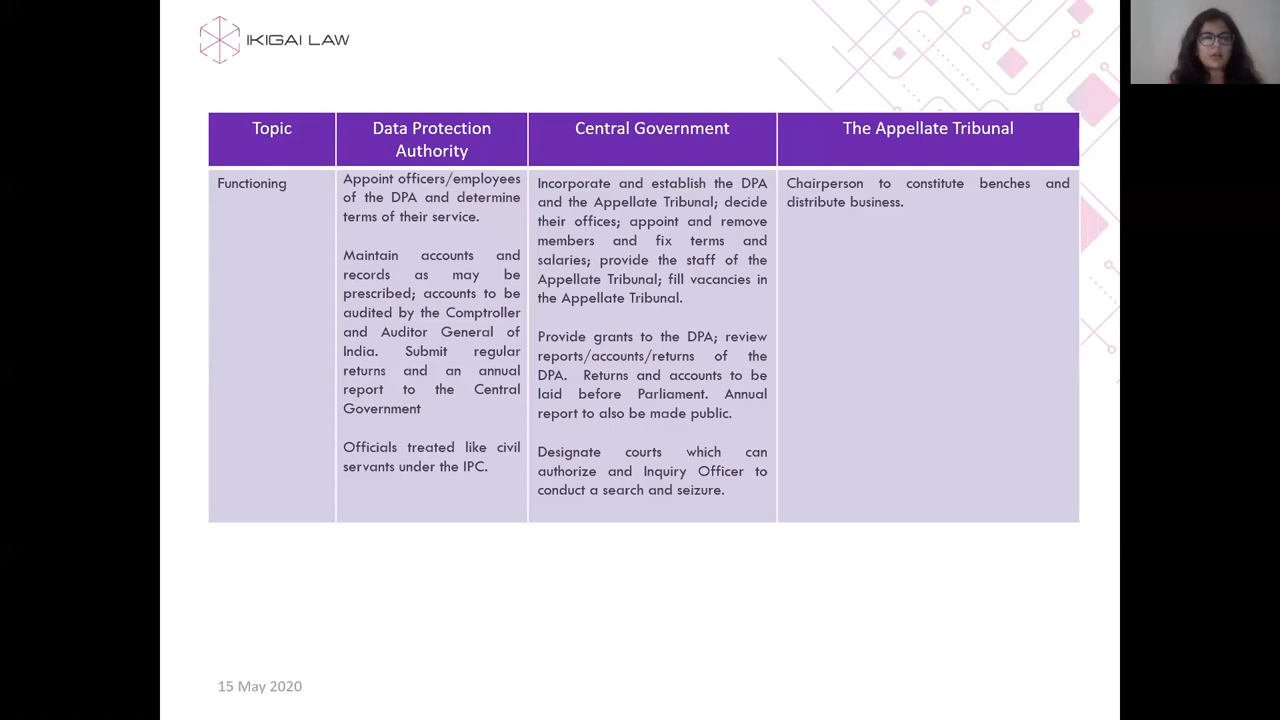 IKIGAI LAW
Topic
Data Protection
Authority
Central Government
The Appellate Tribunal
Functioning
Appoint officers/employees
of the DPA and determine
terms of their service.
Maintain accounts and
records as may be
prescribed; accounts to be
audited by the Comptroller
and Auditor General of
India. Submit regular
returns and an annual
report to the Central
Government
Officials treated like civil
servants under the IPC.
Incorporate and establish the DPA
and the Appellate Tribunal; decide
their offices; appoint and remove
members and fix terms and
salaries; provide the staff of the
Appellate Tribunal; fill vacancies in
the Appellate Tribunal.
Provide grants to the DPA; review
reports/accounts/returns of the
DPA. Returns and accounts to be
laid before Parliament. Annual
report to also be made public.
Designate courts which can
authorize and Inquiry Officer to
conduct a search and seizure.
Chairperson to constitute benches and
distribute business.
15 May 2020